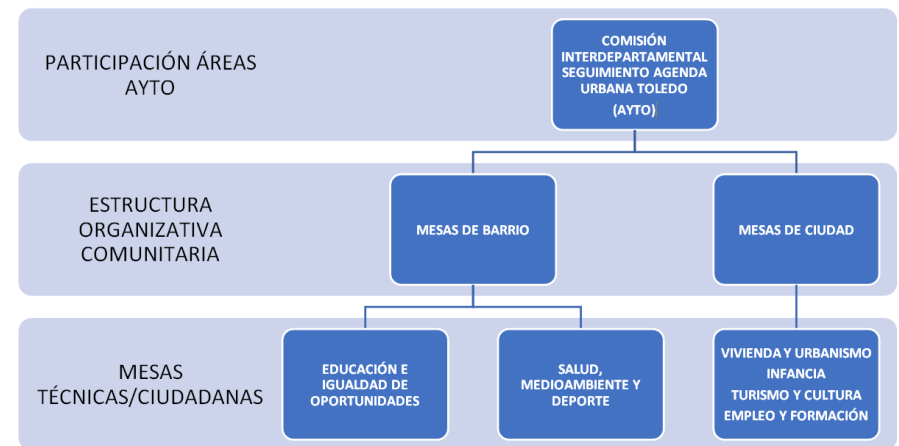 PARTICIPACIÓN ÁREAS
AYTO
COMISIÓN
INTERDEPARTAMENTAL
SEGUIMIENTO AGENDA
URBANA TOLEDO
(AYTO)
ESTRUCTURA
ORGANIZATIVA
COMUNITARIA
MESAS DE BARRIO
MESAS DE CIUDAD
MESAS
TÉCNICAS/CIUDADANAS
EDUCACIÓN E
IGUALDAD DE
OPORTUNIDADES
SALUD,
MEDIOAMBIENTE Y
DEPORTE
VIVIENDA Y URBANISMO
INFANCIA
TURISMO Y CULTURA
EMPLEO Y FORMACIÓN